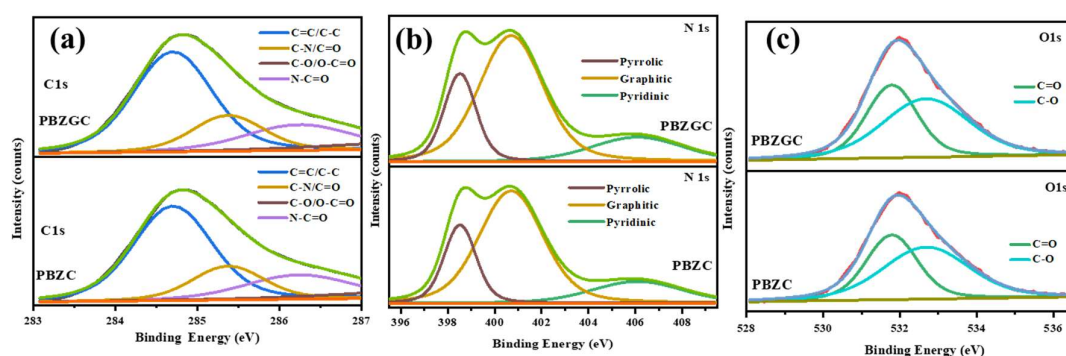 (a)
C=C/C-C
C-N/C=O
C-O/O-C=O
N-C=O
C1s
PBZGC
C=C/C-C
C-N/C=O
C-O/O-C=O
N-C=O
C1s
PBZC
Intensity (counts)
283 284 285 286 287
Binding Energy (eV)
(b)
N 1s
Pyrrolic
Graphitic
Pyridinic
PBZGC
N 1s
Pyrrolic
Graphitic
Pyridinic
PBZC
Intensity (counts)
396 398 400 402 404 406 408
Binding Energy (eV)
(c)
O1s
C=O
C-O
PBZGC
O1s
C=O
C-O
PBZC
Intensity (counts)
528 530 532 534 536
Binding Energy (eV)